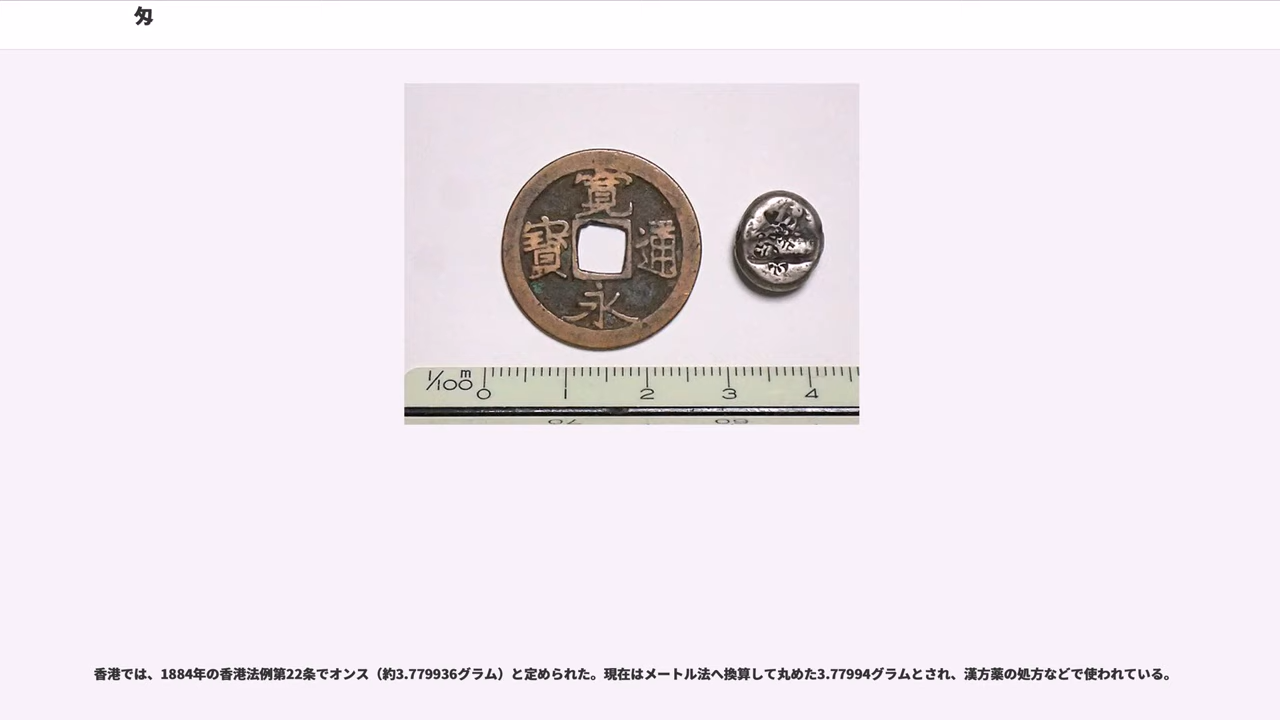 匁
寛
寶 通
永
1/100 m 0 1 2 3 4
香港では、1884年の香港法例第22条でオンス（約3.779936グラム）と定められた。現在はメートル法へ換算して丸めた3.77994グラムとされ、漢方薬の処方などで使われている。